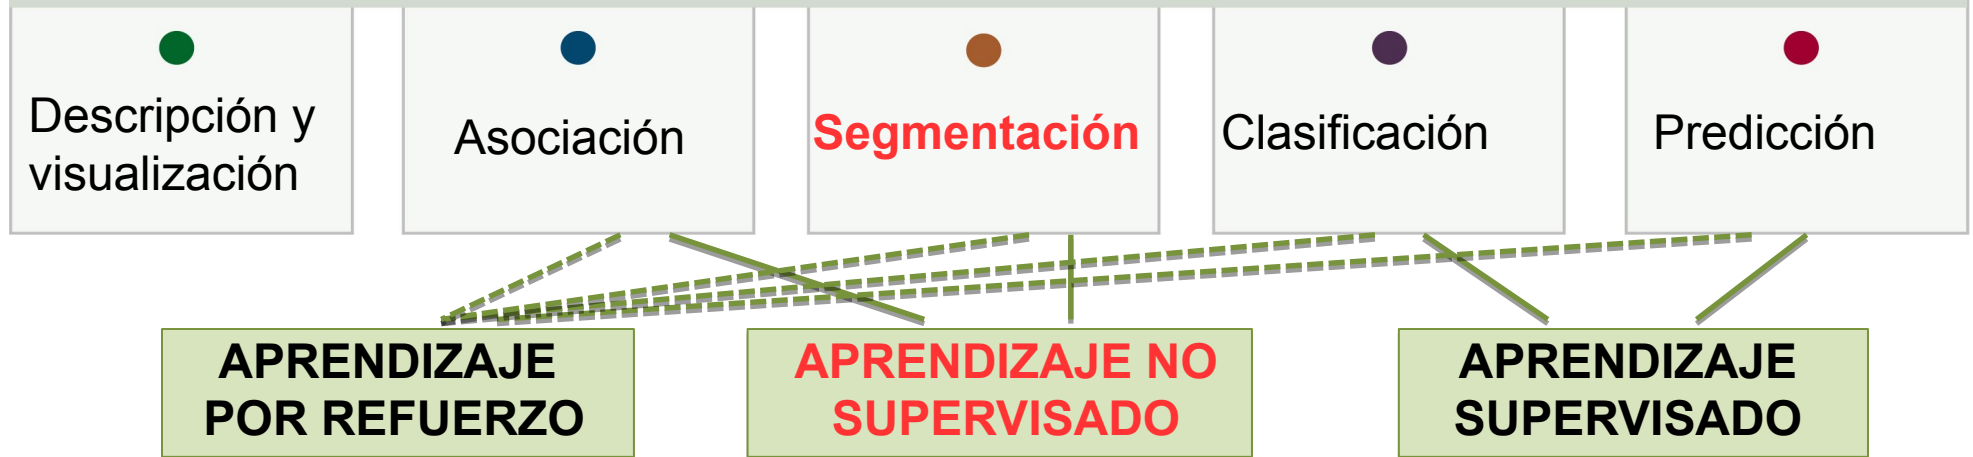 Descripción y
visualización
Asociación
Segmentación
Clasificación
Predicción
APRENDIZAJE
POR REFUERZO
APRENDIZAJE NO
SUPERVISADO
APRENDIZAJE
SUPERVISADO